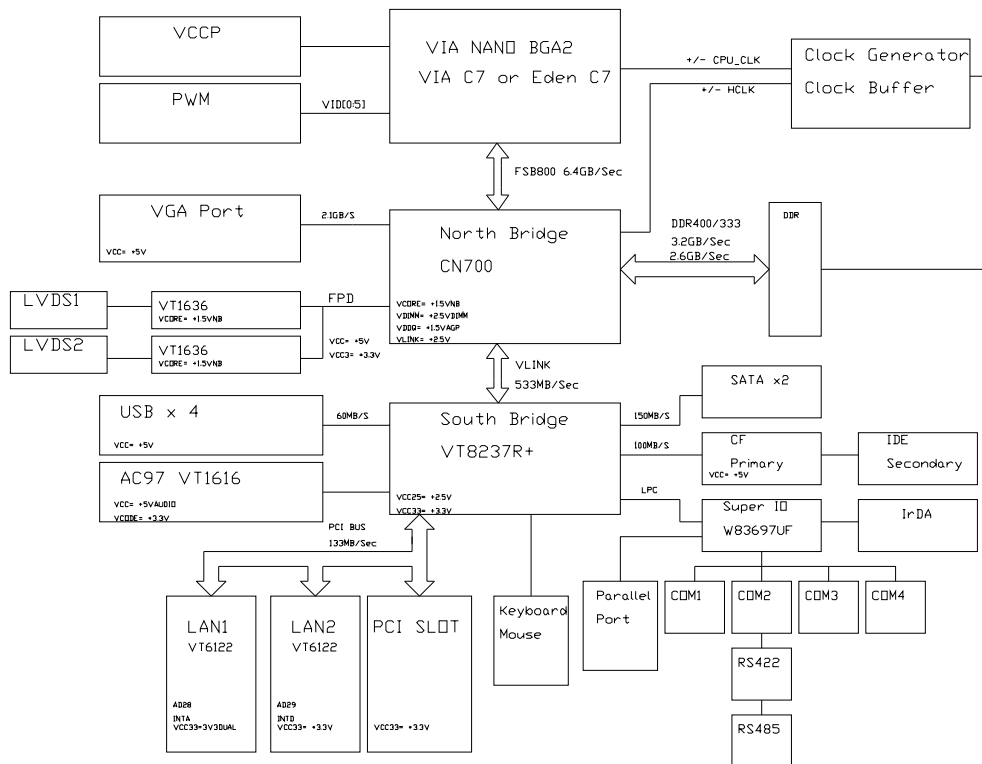 VCCP
VIA NANO BGA2
VIA C7 or Eden C7
+/- CPU_CLK
+/- HCLK
Clock Generator
Clock Buffer
PWM
VID[0:5]
FSB800 6.4GB/Sec
VGA Port
VCC= +5V
2.1GB/S
North Bridge
CN700
VCORE= +1.5VNB
VDIMM= +2.5VDIMM
VDDQ= +1.5VAGP
VLINK= +2.5V
DDR400/333
3.2GB/Sec
2.6GB/Sec
DDR
LVDS1
VT1636
VCORE= +1.5VNB
FPD
LVDS2
VT1636
VCORE= +1.5VNB
VCC= +5V
VCC3= +3.3V
VLINK
533MB/Sec
USB x 4
VCC= +5V
60MB/S
South Bridge
VT8237R+
VCC25= +2.5V
VCC33= +3.3V
150MB/S
SATA x2
100MB/S
CF
Primary
VCC= +5V
IDE
Secondary
AC97 VT1616
VCC= +5VAUDIO
VCODE= +3.3V
LPC
Super IO
W83697UF
IrDA
PCI BUS
133MB/Sec
LAN1
VT6122
AD28
INTA
VCC33=3V3DUAL
LAN2
VT6122
AD29
INTD
VCC33= +3.3V
PCI SLOT
VCC33= +3.3V
Keyboard
Mouse
Parallel
Port
COM1
COM2
COM3
COM4
RS422
RS485